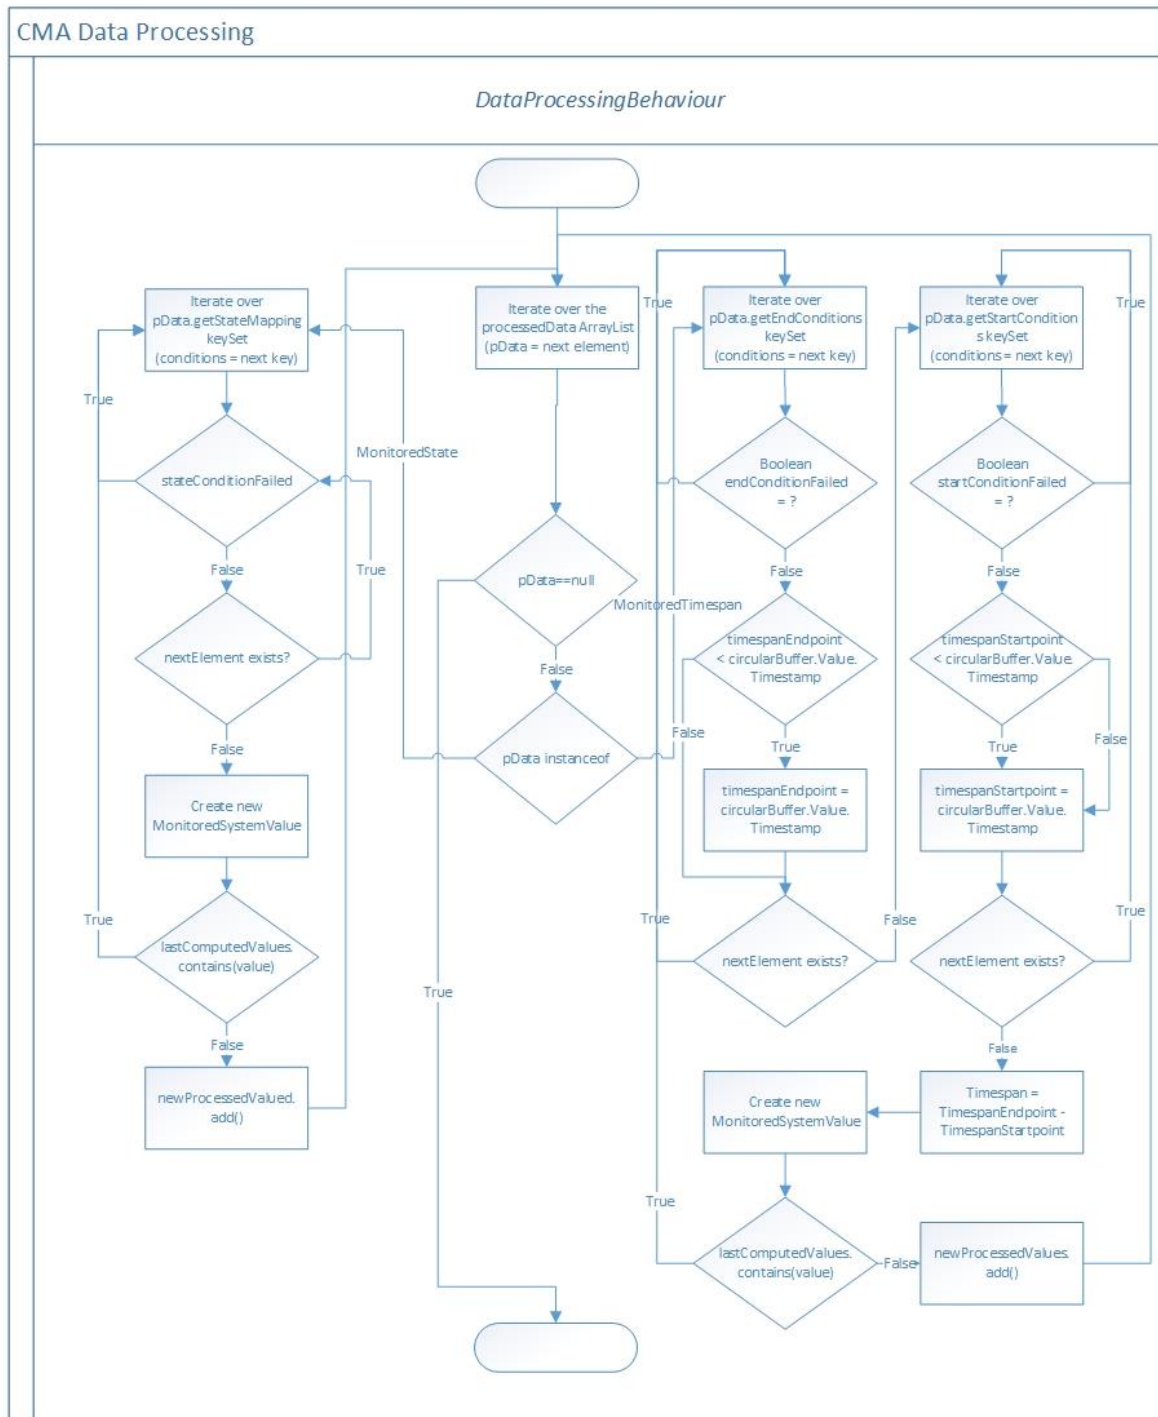 CMA Data Processing
DataProcessingBehaviour
Iterate over
pData.getStateMapping
keySet
(conditions = next key)
True
stateConditionFailed
False
True
nextElement exists?
False
Create new
MonitoredSystemValue
True
lastComputedValues.
contains(value)
False
newProcessedValued.
add()
Iterate over the
processedData ArrayList
(pData = next element)
MonitoredState
pData==null
MonitoredTimespan
False
pData instanceof
True
True
Iterate over
pData.getEndConditions
keySet
(conditions = next key)
Boolean
endConditionFailed
= ?
False
timespanEndpoint
< circularBuffer.Value.
Timestamp
False
True
timespanEndpoint =
circularBuffer.Value.
Timestamp
True
False
nextElement exists?
Iterate over
pData.getStartCondition
s keySet
(conditions = next key)
True
Boolean
startConditionFailed
= ?
False
timespanStartpoint
< circularBuffer.Value.
Timestamp
False
True
timespanStartpoint =
circularBuffer.Value.
Timestamp
True
nextElement exists?
False
Timespan =
TimespanEndpoint -
TimespanStartpoint
Create new
MonitoredSystemValue
True
lastComputedValues.
contains(value)
False
newProcessedValues.
add()